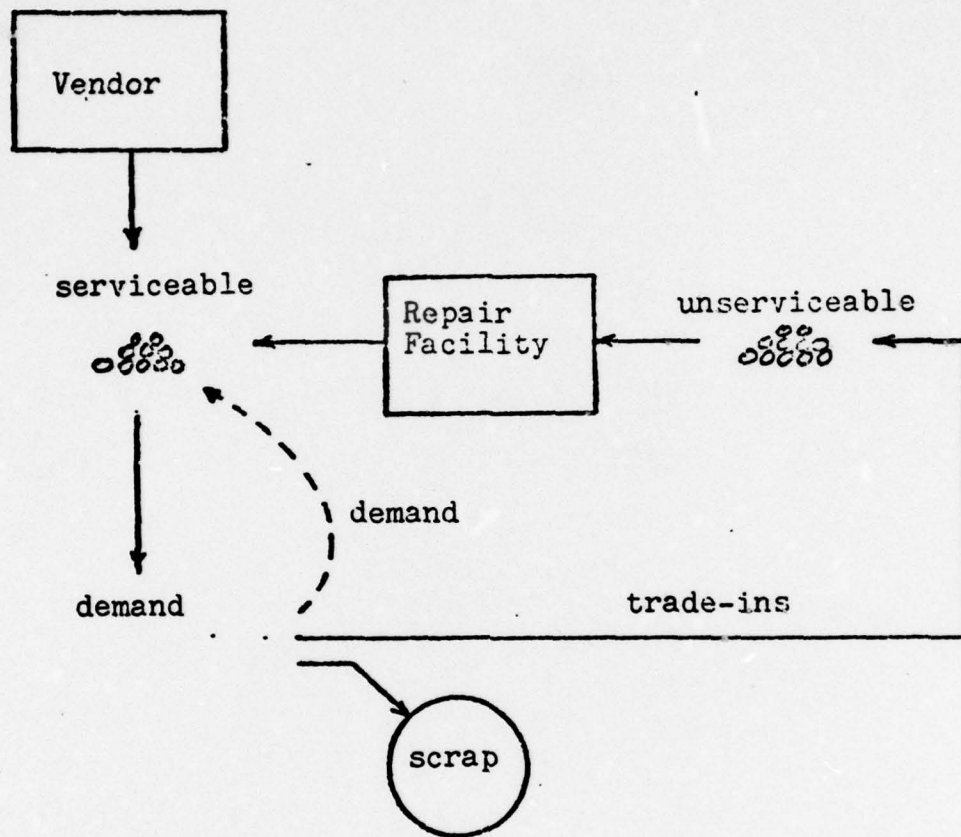 Vendor
serviceable
Repair
Facility
unserviceable
demand
demand
trade-ins
scrap